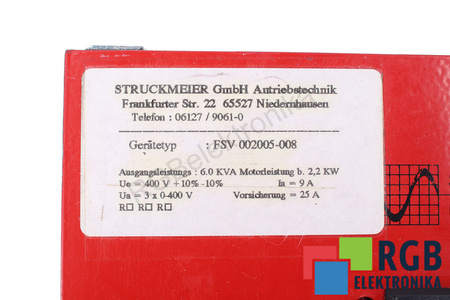 STRUCKMEIER GmbH Antriebstechnik
Frankfurter Str. 22 65527 Niedernhausen
Telefon : 06127 / 9061-0
Gerätetyp : FSV 002005-008
Ausgangsleistungs : 6.0 KVA Motorleistung b. 2,2 KW
Ue = 400 V +10% -10% Ia = 9 A
Ua = 3 x 0-400 V Vorsicherung = 25 A
R□ R□ R□
RGB
ELEKTRONIKA